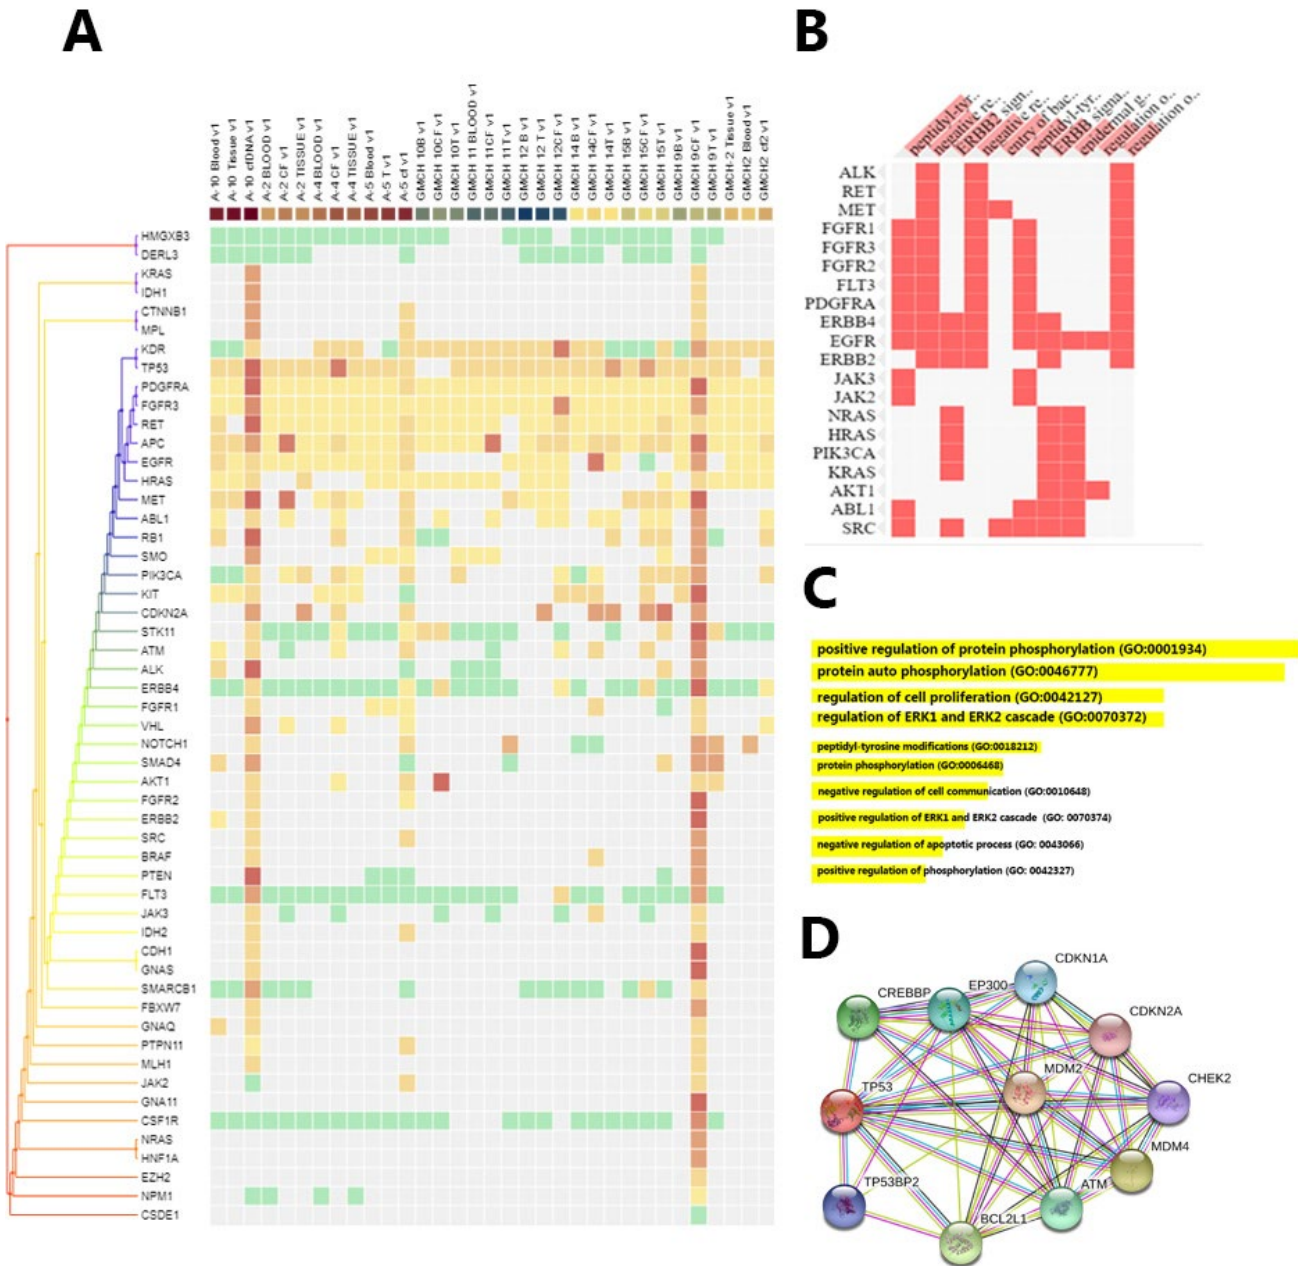 A
B
A-10 Blood v1
A-10 Tissue v1
A-10 cfDNA v1
A-2 BLOOD v1
A-2 CF v1
A-2 TISSUE v1
A-4 BLOOD v1
A-4 CF v1
A-4 TISSUE v1
A-5 Blood v1
A-5 T v1
A-5 cf v1
GMCH 10B v1
GMCH 10CF v1
GMCH 10T v1
GMCH 11 BLOOD v1
GMCH 11CF v1
GMCH 11T v1
GMCH 12 B v1
GMCH 12 T v1
GMCH 12CF v1
GMCH 14 B v1
GMCH 14CF v1
GMCH 14T v1
GMCH 15B v1
GMCH 15CF v1
GMCH 15T v1
GMCH 9B v1
GMCH 9CF v1
GMCH 9T v1
GMCH-2 Tissue v1
GMCH2 Blood v1
GMCH2 cf2 v1
HMGXB3
DERL3
KRAS
IDH1
CTNNB1
MPL
KDR
TP53
PDGFRA
FGFR3
RET
APC
EGFR
HRAS
MET
ABL1
RB1
SMO
PIK3CA
KIT
CDKN2A
STK11
ATM
ALK
ERBB4
FGFR1
VHL
NOTCH1
SMAD4
AKT1
FGFR2
ERBB2
SRC
BRAF
PTEN
FLT3
JAK3
IDH2
CDH1
GNAS
SMARCB1
FBXW7
GNAQ
PTPN11
MLH1
JAK2
GNA11
CSF1R
NRAS
HNF1A
EZH2
NPM1
CSDE1
peptidyl-tyr..
negative re..
ERBB2 sign..
negative re..
entry of bac..
peptidyl-tyr..
ERBB signa..
epidermal g..
regulation o..
regulation o..
ALK
RET
MET
FGFR1
FGFR3
FGFR2
FLT3
PDGFRA
ERBB4
EGFR
ERBB2
JAK3
JAK2
NRAS
HRAS
PIK3CA
KRAS
AKT1
ABL1
SRC
C
positive regulation of protein phosphorylation (GO:0001934)
protein auto phosphorylation (GO:0046777)
regulation of cell proliferation (GO:0042127)
regulation of ERK1 and ERK2 cascade (GO:0070372)
peptidyl-tyrosine modifications (GO:0018212)
protein phosphorylation (GO:0006468)
negative regulation of cell communication (GO:0010648)
positive regulation of ERK1 and ERK2 cascade (GO: 0070374)
negative regulation of apoptotic process (GO: 0043066)
positive regulation of phosphorylation (GO: 0042327)
D
CDKN1A
EP300
CREBBP
CDKN2A
MDM2
CHEK2
TP53
MDM4
TP53BP2
ATM
BCL2L1